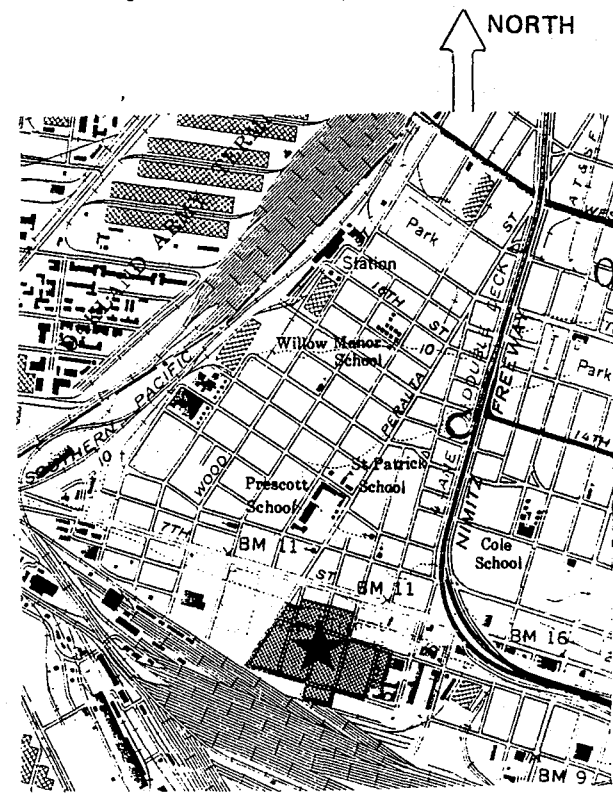 NORTH
Park
ST
AT&SF
Station
16TH
ST
10
Willow Manor
School
DOUBLE DECK
FREEWAY
Park
SOUTHERN PACIFIC
10
PERALTA
14TH
WOOD
St Patrick
School
Prescott
School
NIMITZ
Cole
School
7TH
ST
BM 11
BM 11
BM 16
BM 9